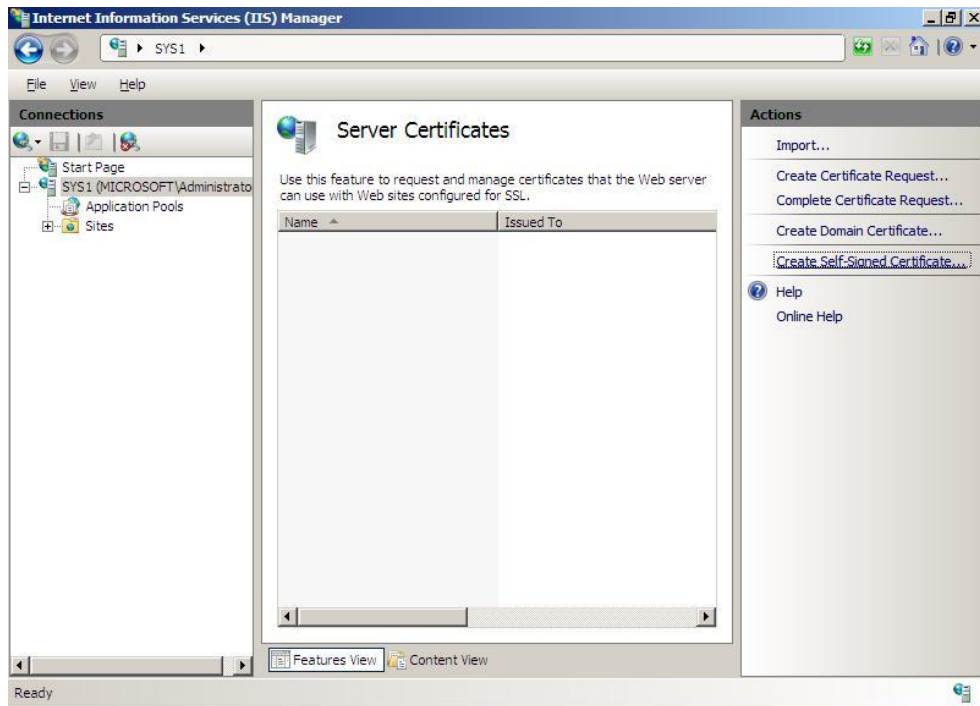 Internet Information Services (IIS) Manager
SYS1
File View Help
Connections
Start Page
SYS1 (MICROSOFT\Administrato
Application Pools
Sites
Server Certificates
Use this feature to request and manage certificates that the Web server
can use with Web sites configured for SSL.
Name Issued To
Features View Content View
Actions
Import...
Create Certificate Request...
Complete Certificate Request...
Create Domain Certificate...
Create Self-Signed Certificate...
Help
Online Help
Ready